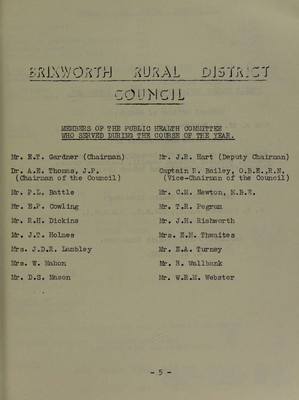 BRIXWORTH RURAL DISTRICT
COUNCIL
MEMBERS OF THE PUBLIC HEALTH COMMITTEE
WHO SERVED DURING THE COURSE OF THE YEAR.
Mr. E.T. Gardner (Chairman) Mr. J.R. Hart (Deputy Chairman)
Dr. A.E. Thomas, J.P. Captain R. Bailey, O.B.E.,R.N.
(Chairman of the Council) (Vice-Chairman of the Council)
Mr. P.L. Battle Mr. C.M. Newton, M.B.E.
Mr. E.P. Cowling Mr. T.R. Pegram
Mr. R.H. Dickins Mr. J.H. Rishworth
Mr. J.T. Holmes Mrs. E.M. Thwaites
Mrs. J.D.R. Lambley Mr. E.A. Turney
Mrs. W. Mahon Mr. R. Wallbank
Mr. D.S. Mason Mr. W.R.M. Webster
- 5 -